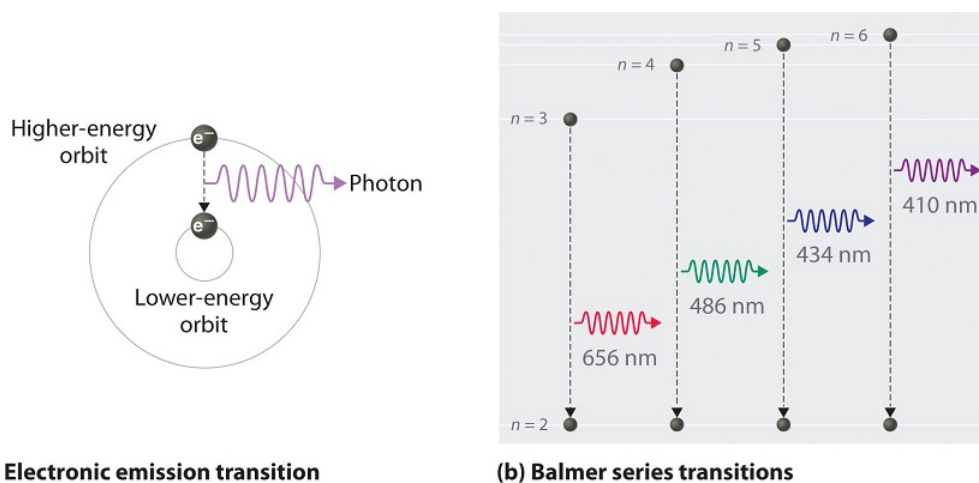 Higher-energy
orbit
e−
Photon
e−
Lower-energy
orbit
Electronic emission transition
n = 6
n = 5
n = 4
n = 3
410 nm
434 nm
486 nm
656 nm
n = 2
(b) Balmer series transitions